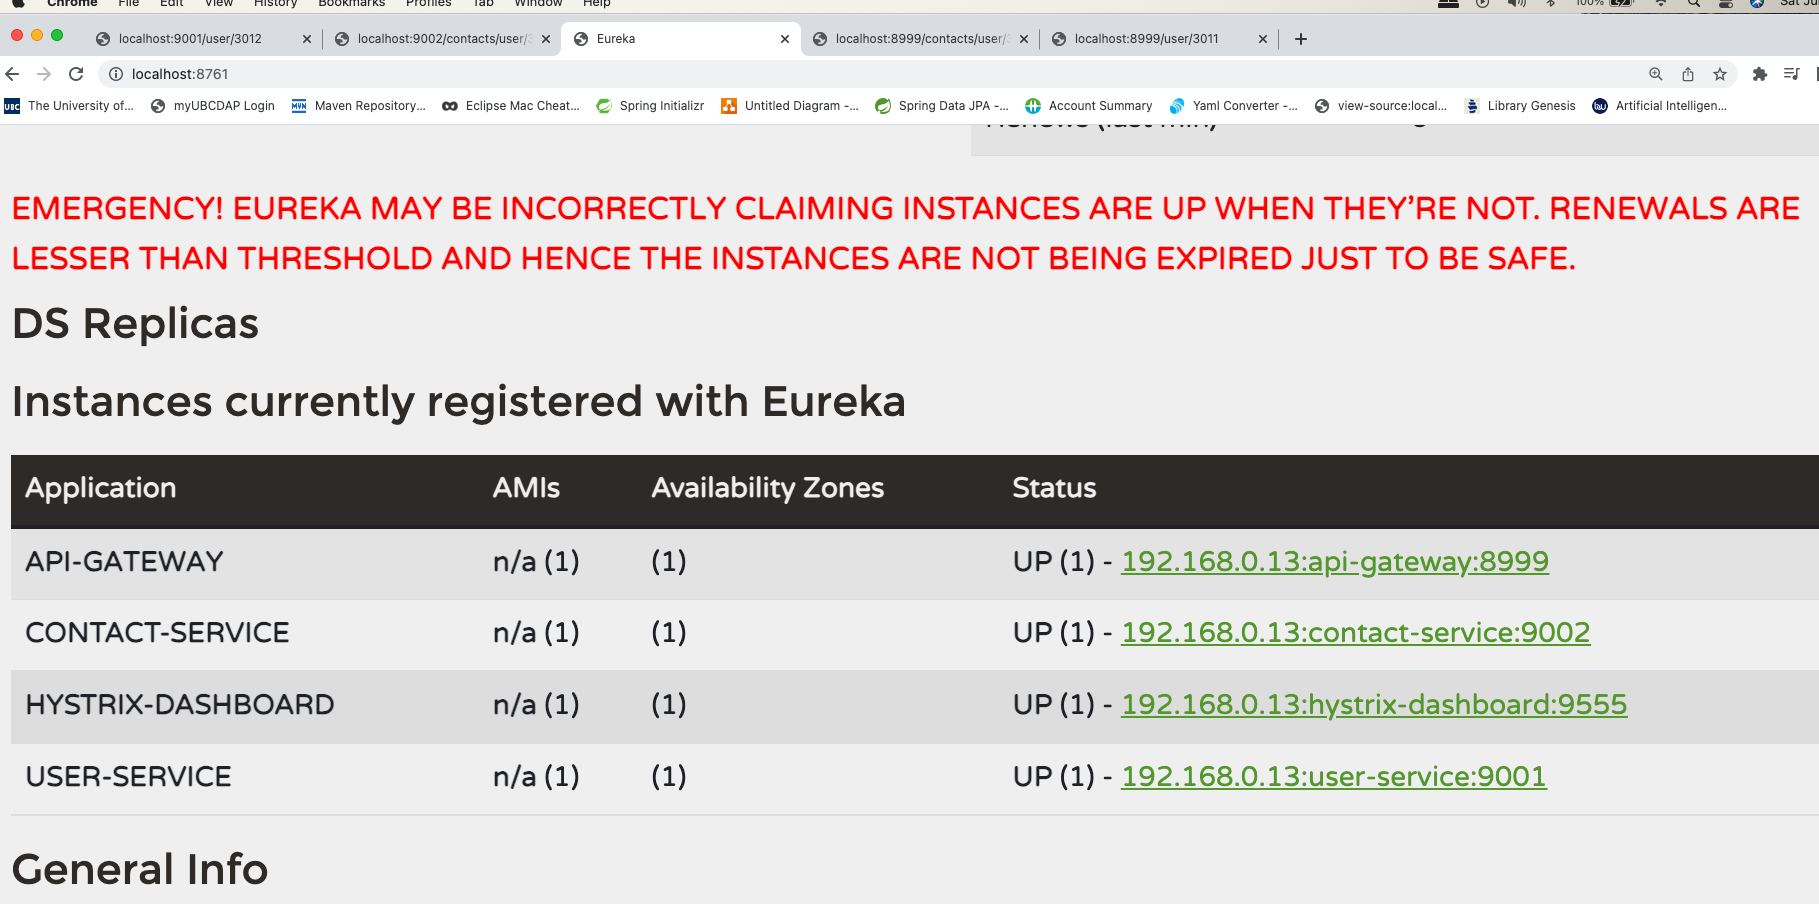 Chrome File Edit View History Bookmarks Profiles Tab Window Help 100% Sat
localhost:9001/user/3012 localhost:9002/contacts/user/ Eureka localhost:8999/contacts/user/ localhost:8999/user/3011
localhost:8761
UBC The University of... myUBCDAP Login MVN Maven Repository... Eclipse Mac Cheat... Spring Initializr Untitled Diagram -... Spring Data JPA -... Account Summary Yaml Converter -... view-source:local... Library Genesis Artificial Intelligen...
Renews (last min)
EMERGENCY! EUREKA MAY BE INCORRECTLY CLAIMING INSTANCES ARE UP WHEN THEY’RE NOT. RENEWALS ARE
LESSER THAN THRESHOLD AND HENCE THE INSTANCES ARE NOT BEING EXPIRED JUST TO BE SAFE.
DS Replicas
Instances currently registered with Eureka
Application AMIs Availability Zones Status
API-GATEWAY n/a (1) (1) UP (1) - 192.168.0.13:api-gateway:8999
CONTACT-SERVICE n/a (1) (1) UP (1) - 192.168.0.13:contact-service:9002
HYSTRIX-DASHBOARD n/a (1) (1) UP (1) - 192.168.0.13:hystrix-dashboard:9555
USER-SERVICE n/a (1) (1) UP (1) - 192.168.0.13:user-service:9001
General Info